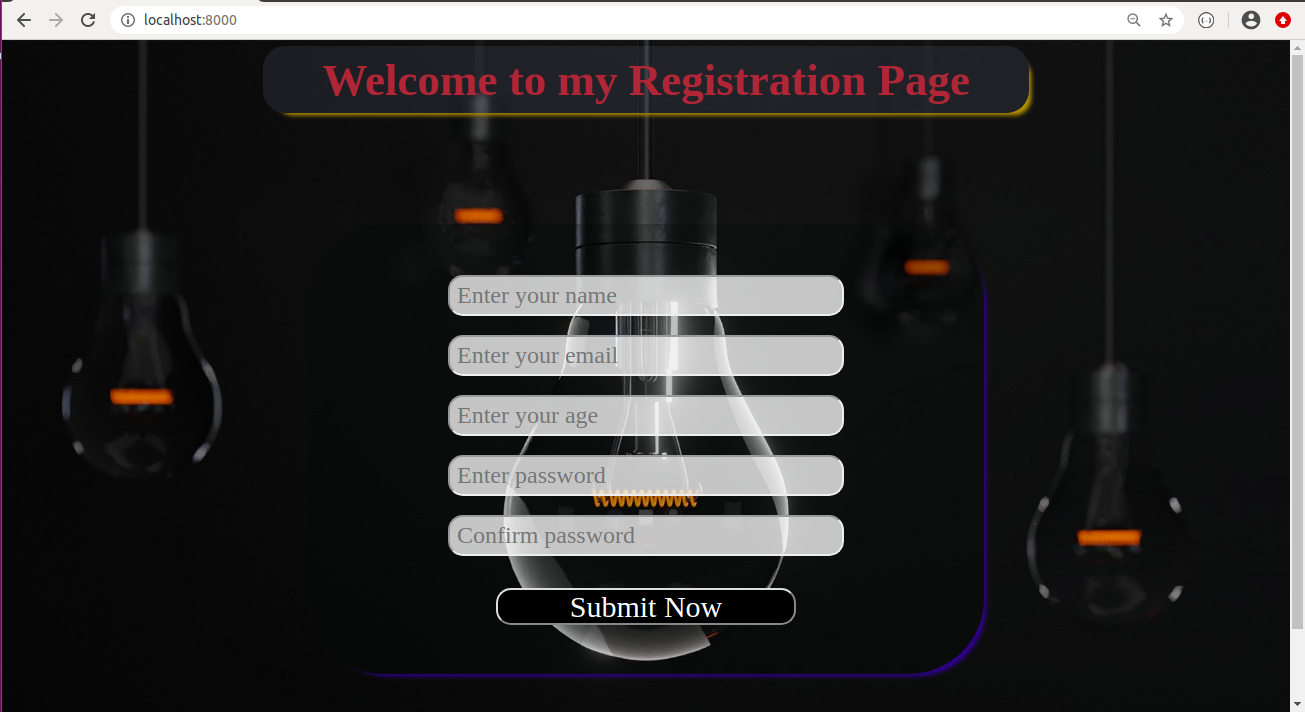 localhost:8000
Welcome to my Registration Page
Enter your name
Enter your email
Enter your age
Enter password
Confirm password
Submit Now